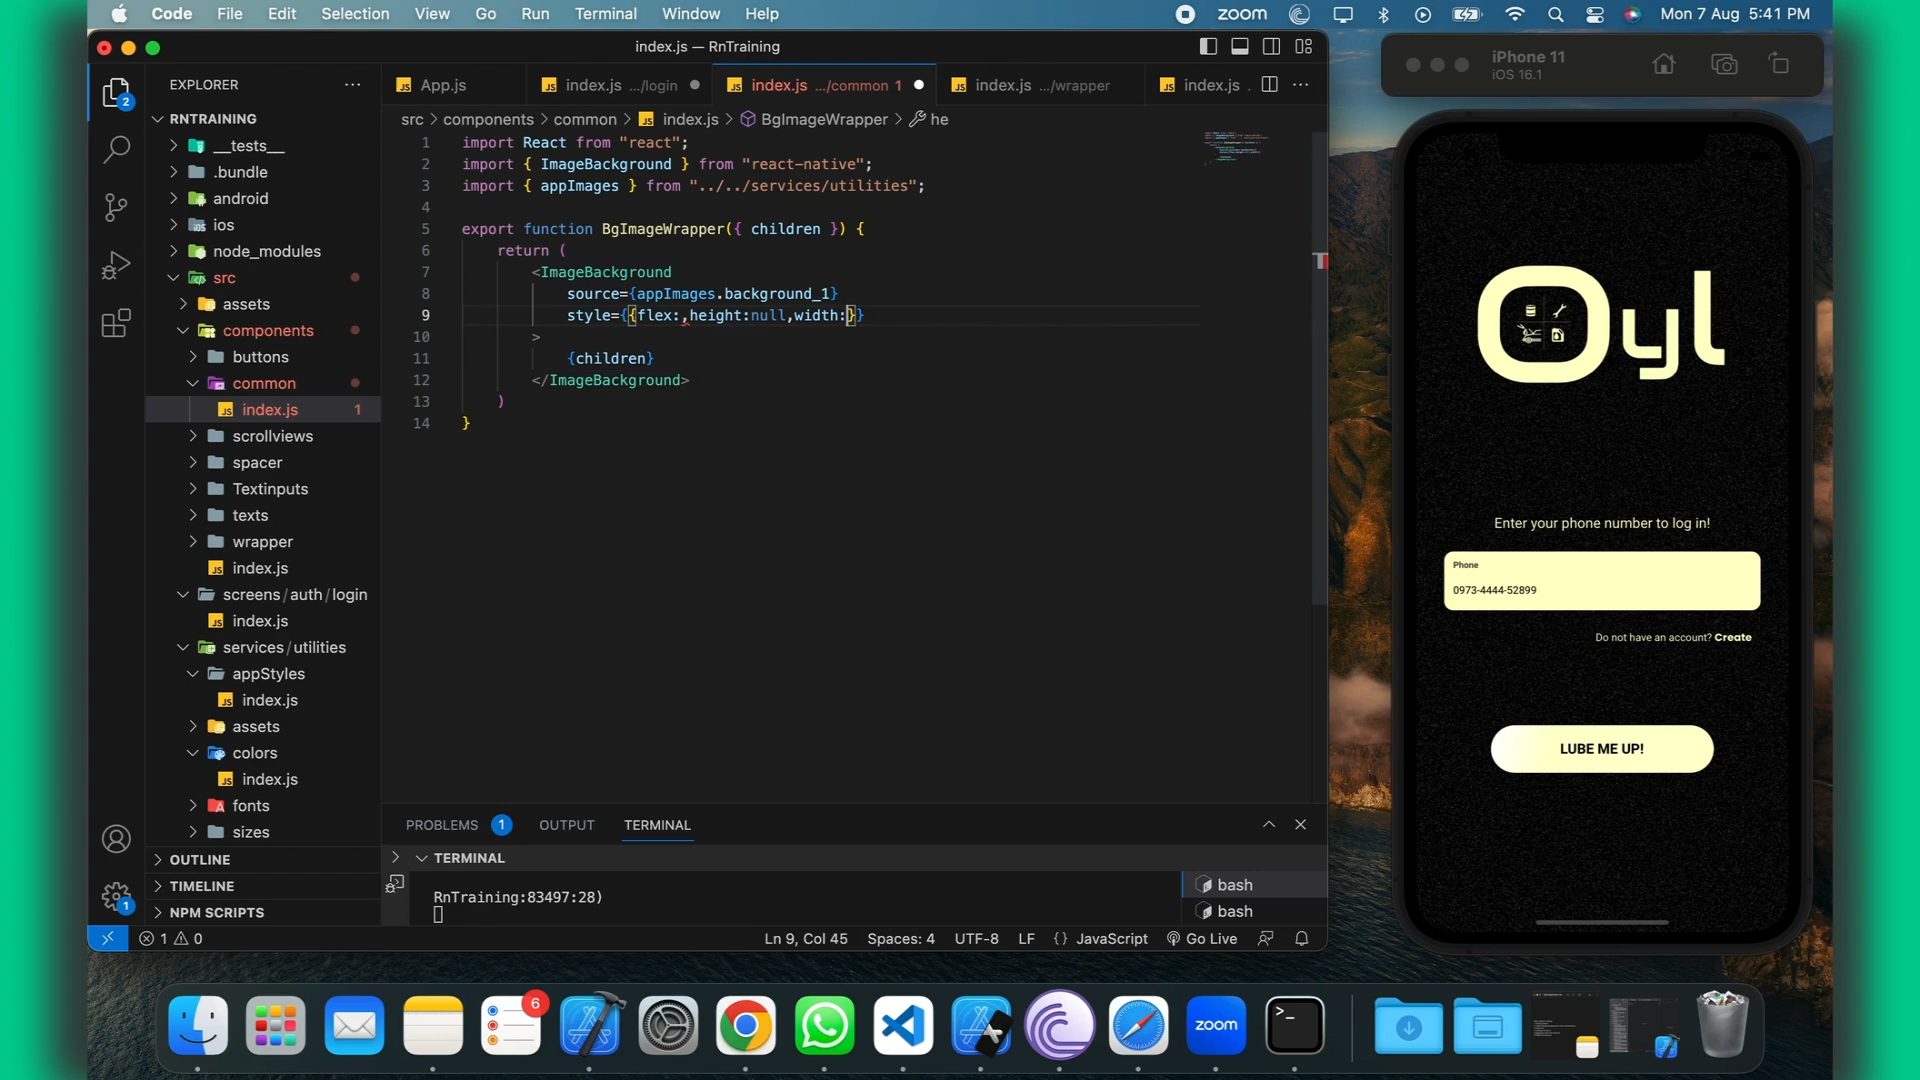 Code File Edit Selection View Go Run Terminal Window Help
zoom Mon 7 Aug 5:41 PM
index.js — RnTraining
EXPLORER
App.js
index.js .../login
index.js .../common 1
index.js .../wrapper
index.js .
src > components > common > index.js > BgImageWrapper > he
RNTRAINING
__tests__
.bundle
android
ios
node_modules
src
assets
components
buttons
common
index.js 1
scrollviews
spacer
Textinputs
texts
wrapper
index.js
screens/auth/login
index.js
services/utilities
appStyles
index.js
assets
colors
index.js
fonts
sizes
OUTLINE
TIMELINE
NPM SCRIPTS
2
1
1 import React from "react";
2 import { ImageBackground } from "react-native";
3 import { appImages } from "../../services/utilities";
4
5 export function BgImageWrapper({ children }) {
6 return (
7 <ImageBackground
8 source={appImages.background_1}
9 style={{flex:,height:null,width:}}
10 >
11 {children}
12 </ImageBackground>
13 )
14 }
PROBLEMS 1 OUTPUT TERMINAL
TERMINAL
RnTraining:83497:28)
bash
bash
1 0
Ln 9, Col 45 Spaces: 4 UTF-8 LF {} JavaScript Go Live
iPhone 11
iOS 16.1
Oyl
Enter your phone number to log in!
Phone
0973-4444-52899
Do not have an account? Create
LUBE ME UP!
6
zoom